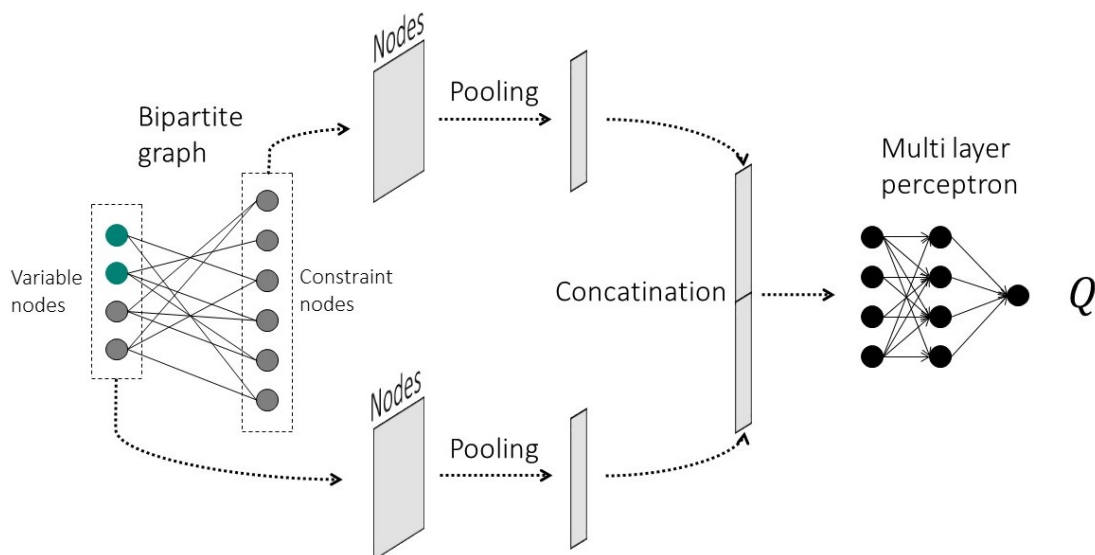 Nodes
Pooling
Bipartite
graph
Multi layer
perceptron
Variable
nodes
Constraint
nodes
Concatination
Q
Nodes
Pooling